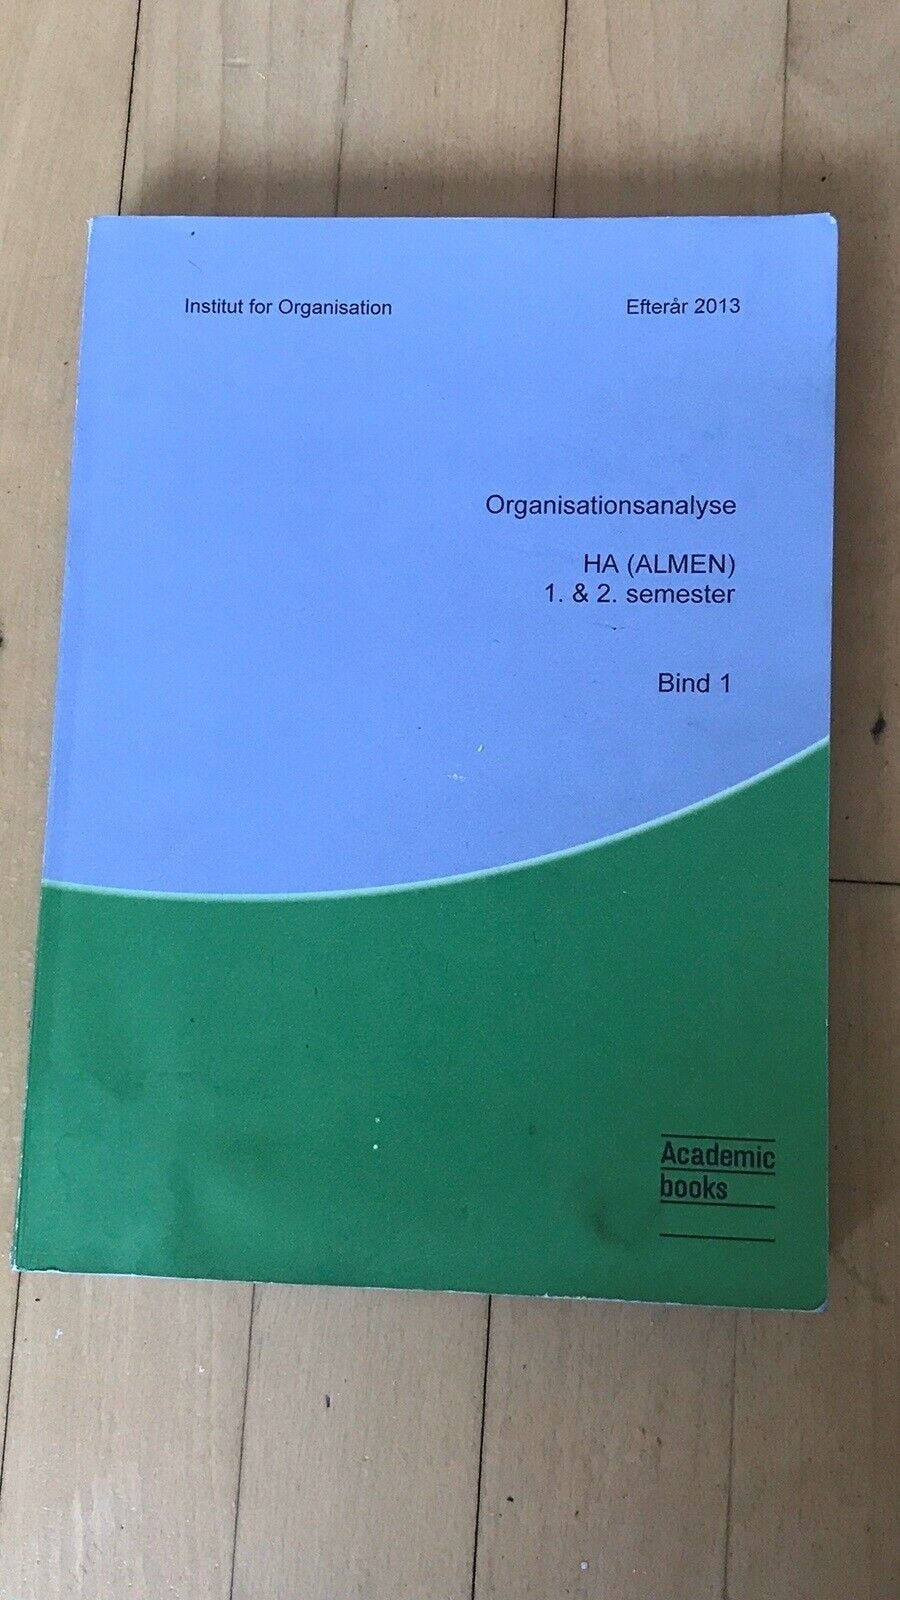 Institut for Organisation
Efterår 2013
Organisationsanalyse
HA (ALMEN)
1. & 2. semester
Bind 1
Academic
books